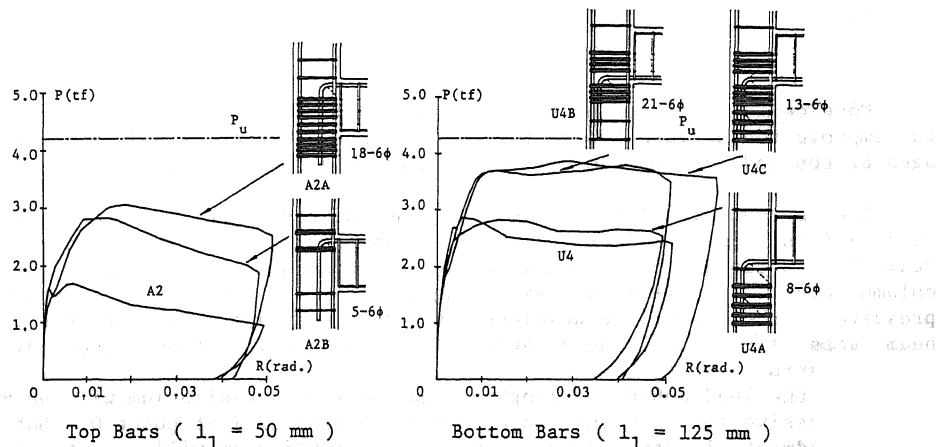 5.0
P(tf)
P_u
4.0
3.0
2.0
1.0
0
0.01
0.03
0.05
R(rad.)
A2
18-6φ
A2A
5-6φ
A2B
Top Bars ( l₁ = 50 mm )
5.0
P(tf)
U4B
21-6φ
13-6φ
P_u
4.0
U4C
3.0
2.0
1.0
0
0.01
0.03
0.05
R(rad.)
U4
8-6φ
U4A
Bottom Bars ( l₁ = 125 mm )